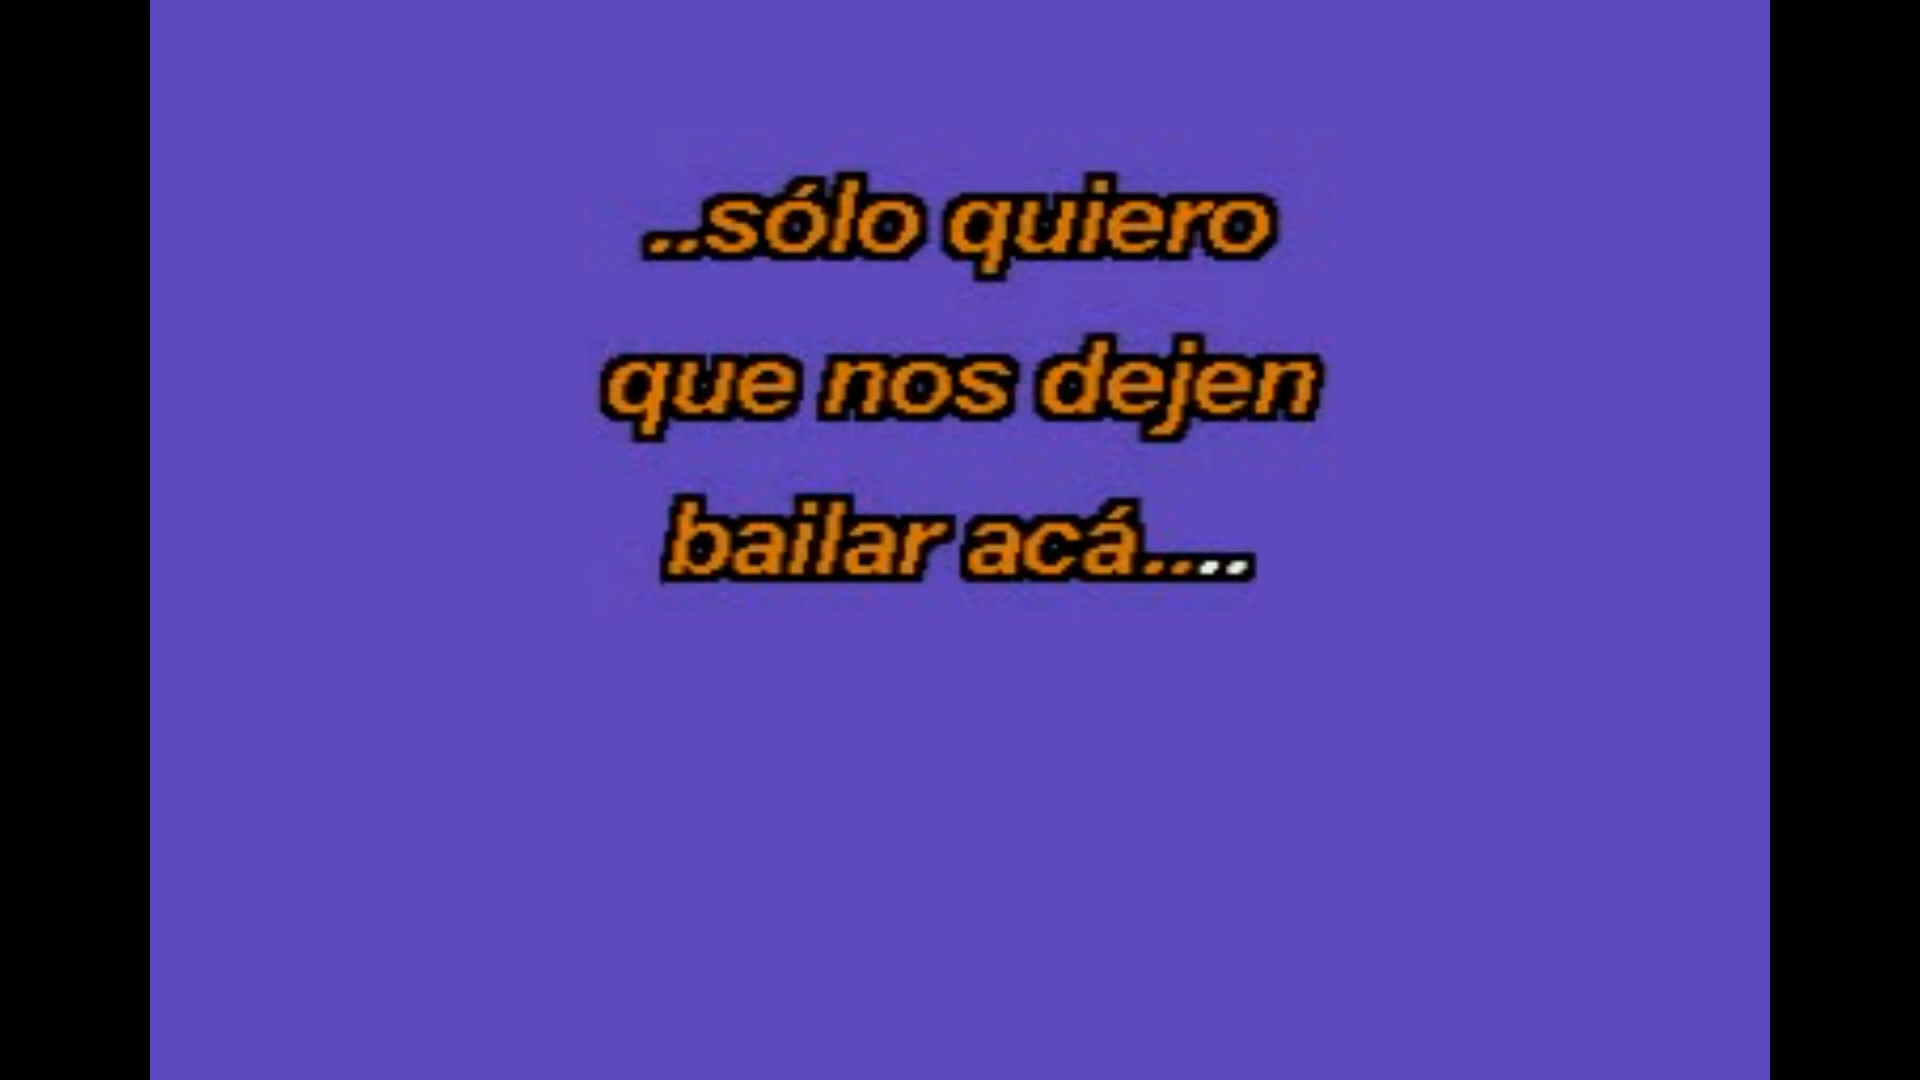 ..sólo quiero
que nos dejen
bailar acá....